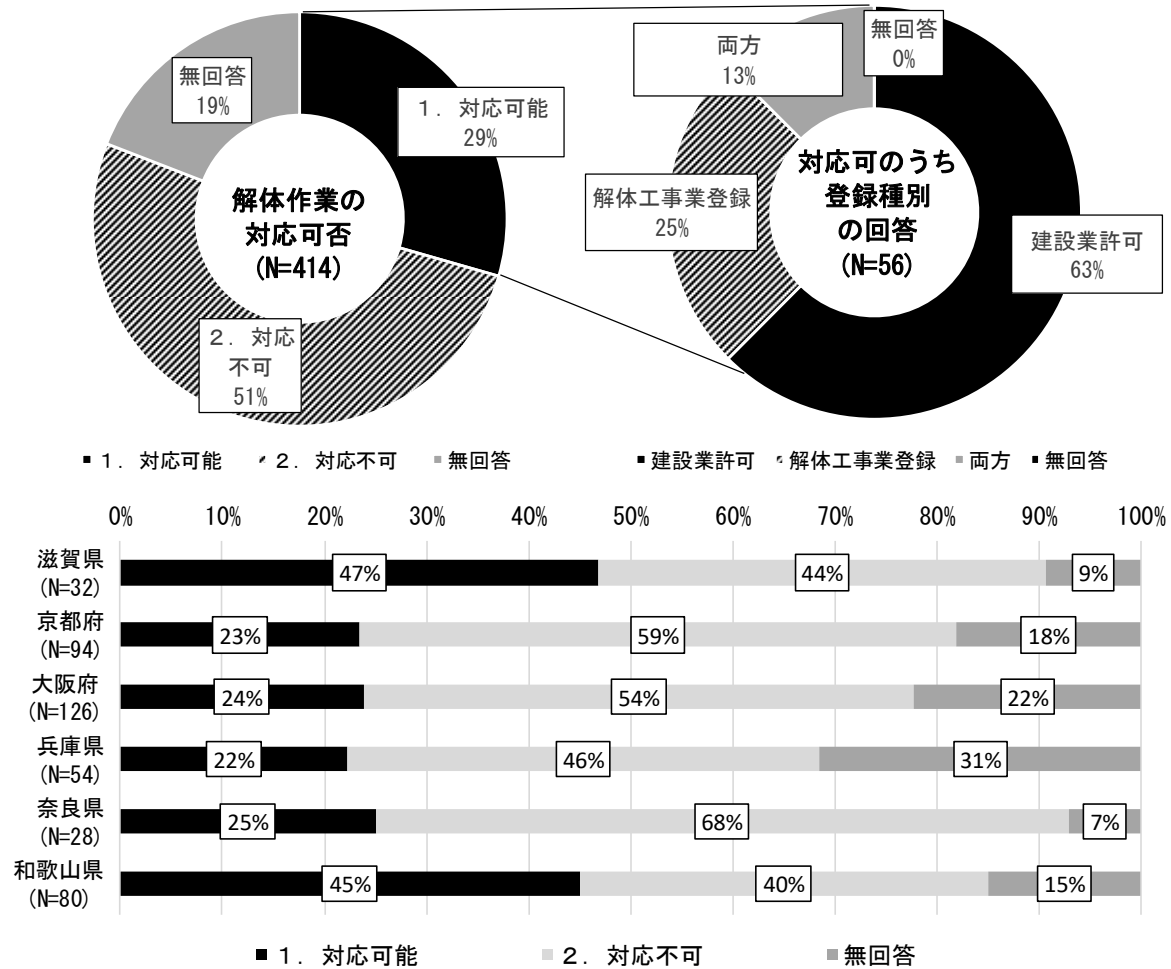 無回答
19%
1. 対応可能
29%
解体作業の
対応可否
(N=414)
2. 対応
不可
51%
両方
13%
無回答
0%
解体工事業登録
25%
対応可のうち
登録種別
の回答
(N=56)
建設業許可
63%
1. 対応可能 2. 対応不可 無回答
建設業許可 解体工事業登録 両方 無回答
0% 10% 20% 30% 40% 50% 60% 70% 80% 90% 100%
滋賀県
(N=32)
47% 44% 9%
京都府
(N=94)
23% 59% 18%
大阪府
(N=126)
24% 54% 22%
兵庫県
(N=54)
22% 46% 31%
奈良県
(N=28)
25% 68% 7%
和歌山県
(N=80)
45% 40% 15%
1. 対応可能 2. 対応不可 無回答